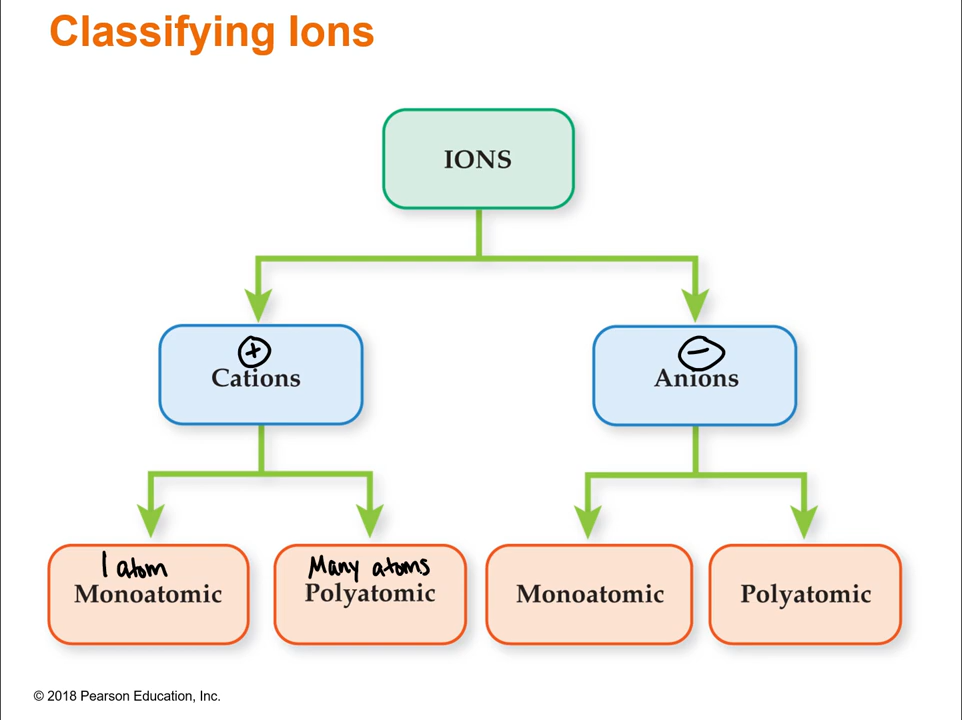 Classifying Ions
IONS
+
Cations
−
Anions
1 atom
Monoatomic
Many atoms
Polyatomic
Monoatomic
Polyatomic
© 2018 Pearson Education, Inc.